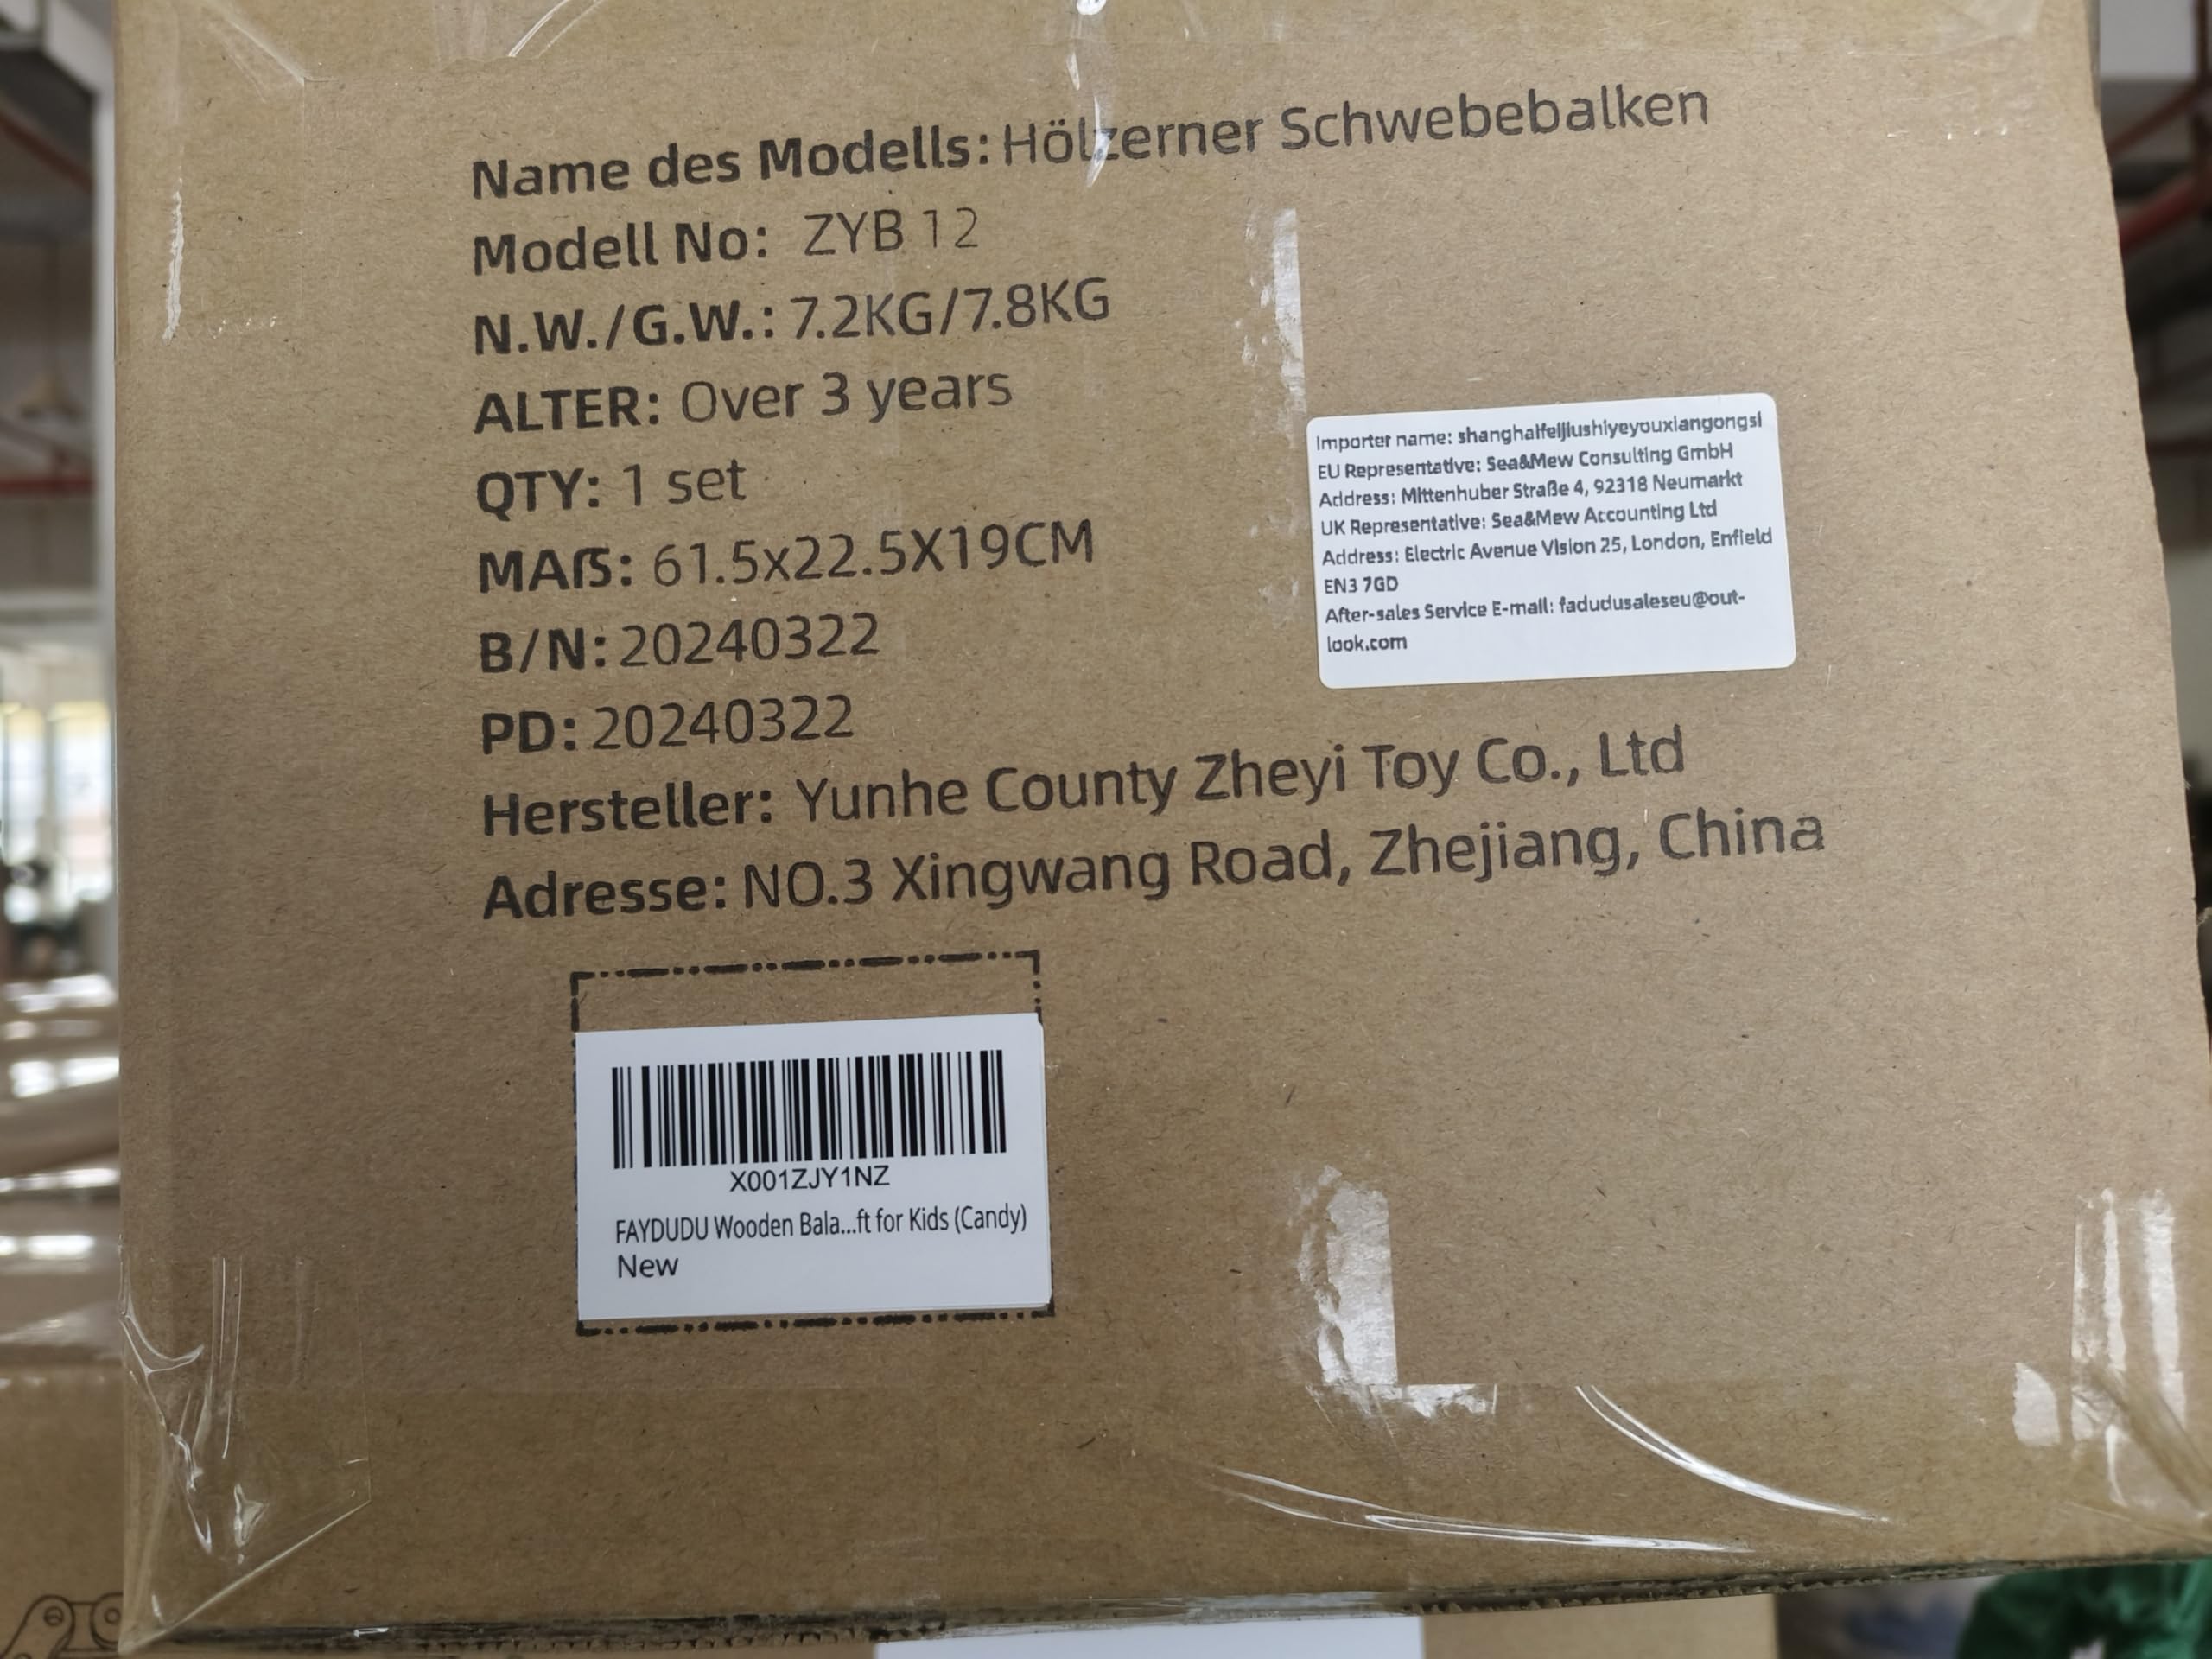 Name des Modells: Hölzerner Schwebebalken
Modell No: ZYB 12
N.W./G.W.: 7.2KG/7.8KG
ALTER: Over 3 years
QTY: 1 set
MAẞ: 61.5x22.5X19CM
B/N: 20240322
PD: 20240322
Hersteller: Yunhe County Zheyi Toy Co., Ltd
Adresse: NO.3 Xingwang Road, Zhejiang, China
Importer name: shanghaifeijiushiyeyouxiangongsi
EU Representative: Sea&Mew Consulting GmbH
Address: Mittenhuber Straße 4, 92318 Neumarkt
UK Representative: Sea&Mew Accounting Ltd
Address: Electric Avenue Vision 25, London, Enfield
EN3 7GD
After-sales Service E-mail: fadudusaleseu@out-
look.com
X001ZJY1NZ
FAYDUDU Wooden Bala...ft for Kids (Candy)
New